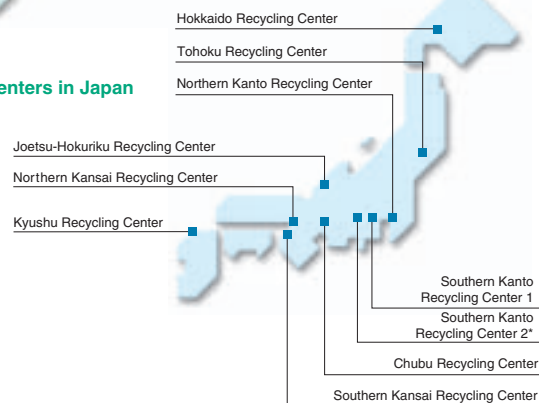 Hokkaido Recycling Center
Tohoku Recycling Center
enters in Japan
Northern Kanto Recycling Center
Joetsu-Hokuriku Recycling Center
Northern Kansai Recycling Center
Kyushu Recycling Center
Southern Kanto
Recycling Center 1
Southern Kanto
Recycling Center 2*
Chubu Recycling Center
Southern Kansai Recycling Center